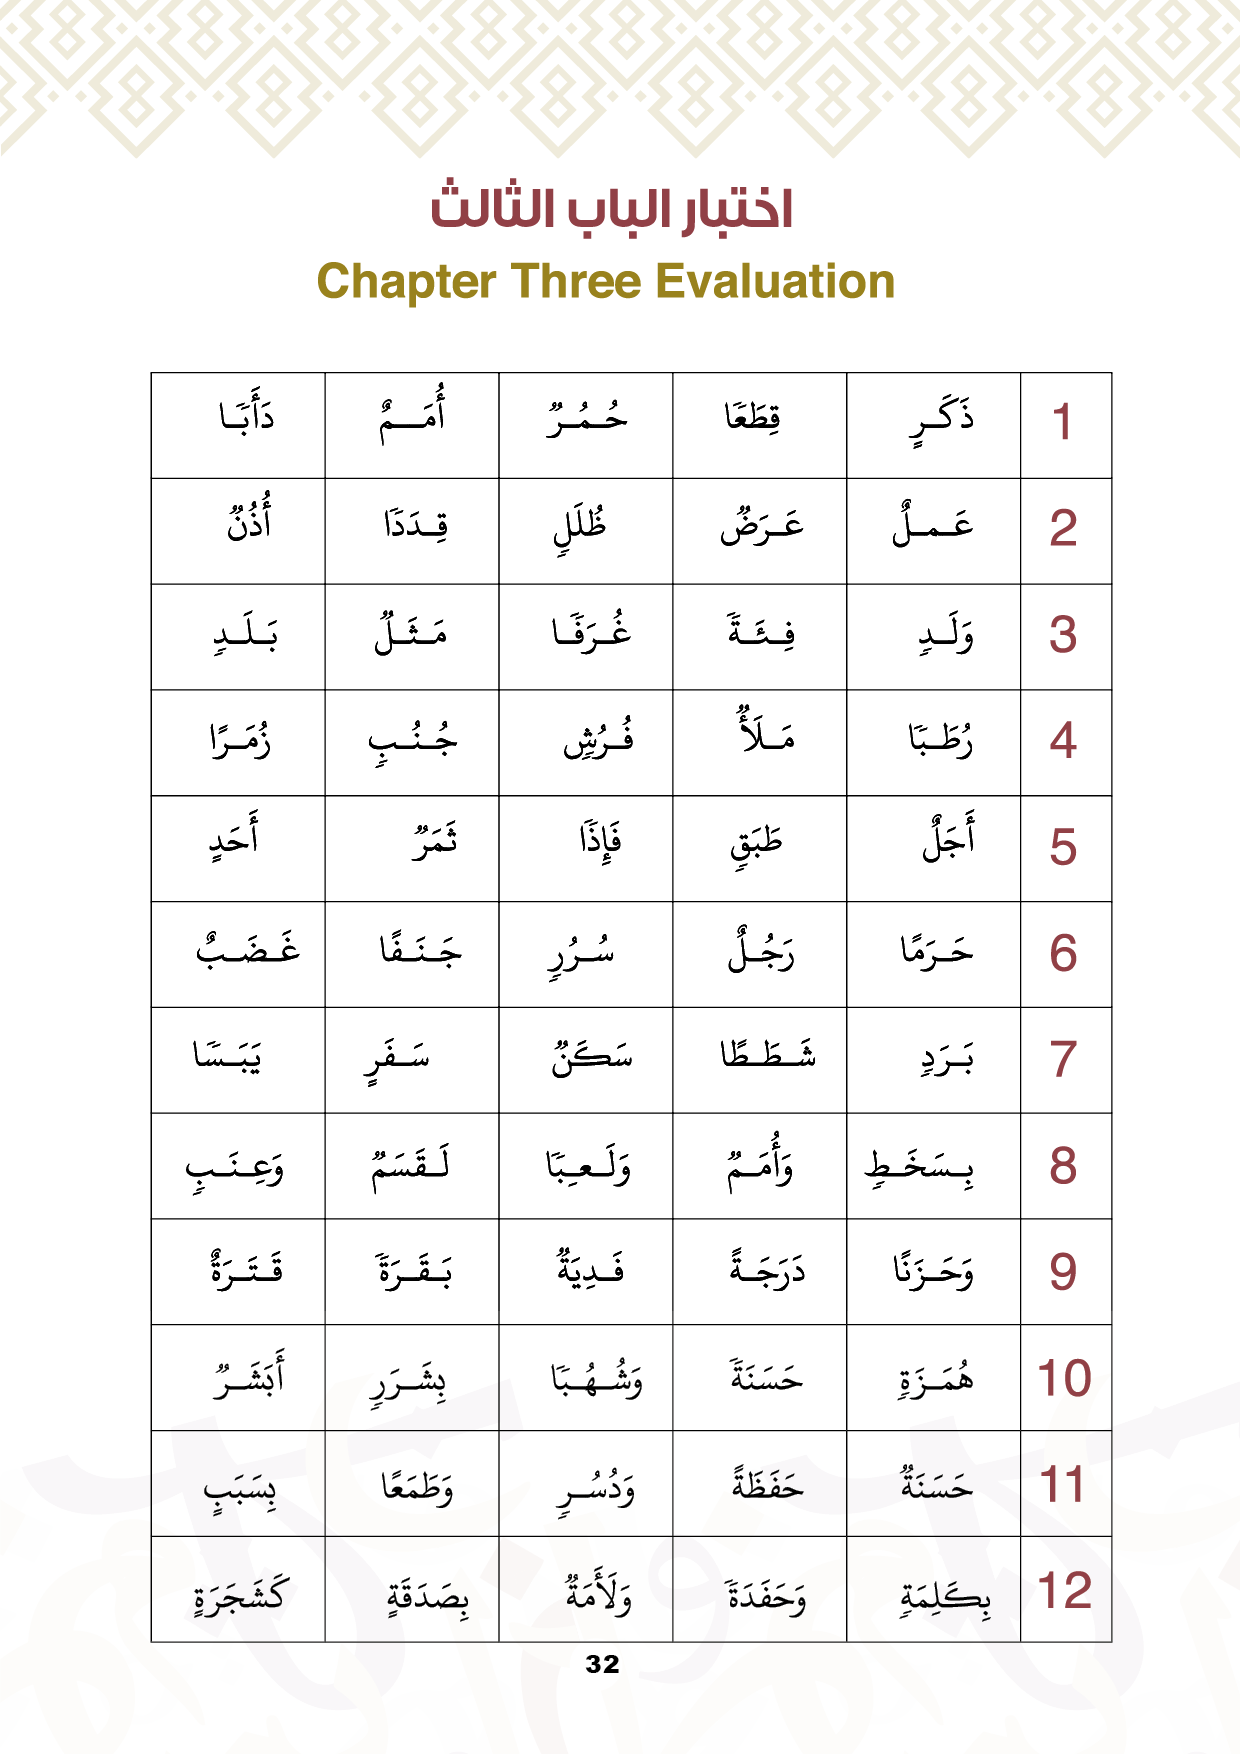 اختبار الباب الثالث
Chapter Three Evaluation
1 ذَكَرٍ قِطَعًا حُمُرٌ أُمَمٌ دَأَبًا
2 عَملٌ عَرَضٌ ظُلَلٍ قِدَدًا أُذُنٌ
3 وَلَدٍ فِئَةً غُرَفًا مَثَلٌ بَلَدٍ
4 رُطَبًا مَلَأٌ فُرُشٍ جُنُبٍ زُمَرًا
5 أَجَلٌ طَبَقٍ فَإِذًا ثَمَرٌ أَحَدٍ
6 حَرَمًا رَجُلٌ سُرُرٍ جَنَفًا غَضَبٌ
7 بَرَدٍ شَطَطًا سَكَنٌ سَفَرٍ يَبَسًا
8 بِسَخَطٍ وَأُمَمٌ وَلَعِبًا لَقَسَمٌ وَعِنَبٍ
9 وَحَزَنًا دَرَجَةً فَدِيَةٌ بَقَرَةً قَتَرَةٌ
10 هُمَزَةٍ حَسَنَةً وَشُهُبًا بِشَرَرٍ أَبَشَرٌ
11 حَسَنَةٌ حَفَظَةً وَدُسُرٍ وَطَمَعًا بِسَبَبٍ
12 بِكَلِمَةٍ وَحَفَدَةً وَلَأَمَةٌ بِصَدَقَةٍ كَشَجَرَةٍ
32